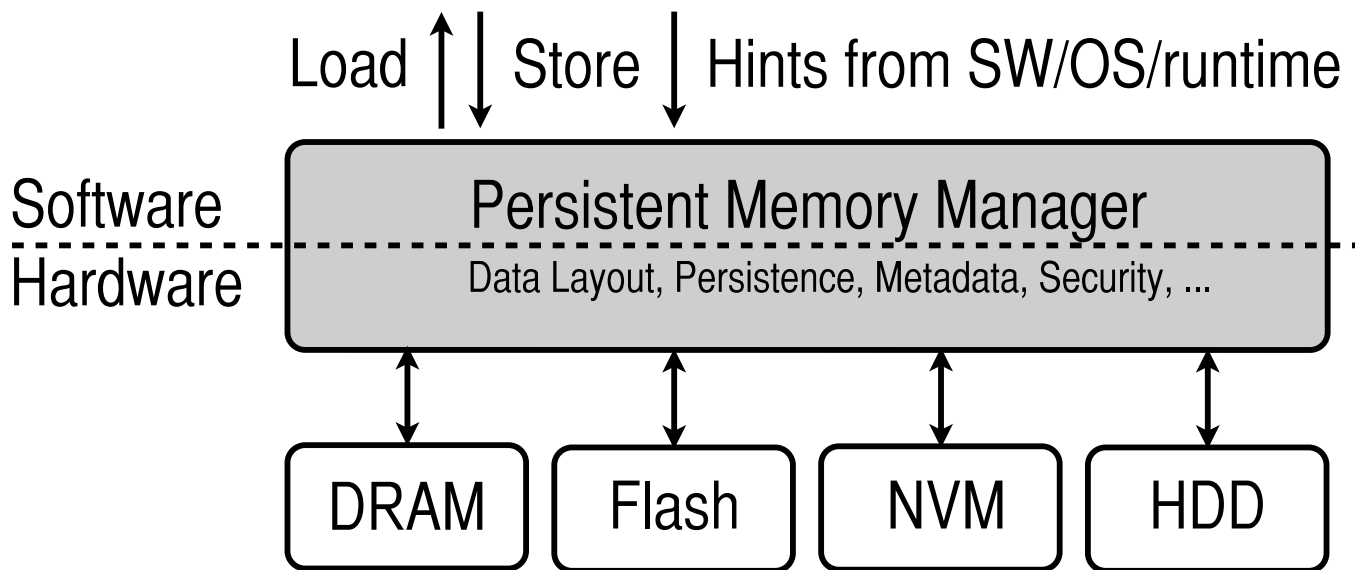 Load Store Hints from SW/OS/runtime
Software
Persistent Memory Manager
Hardware
Data Layout, Persistence, Metadata, Security, ...
DRAM Flash NVM HDD